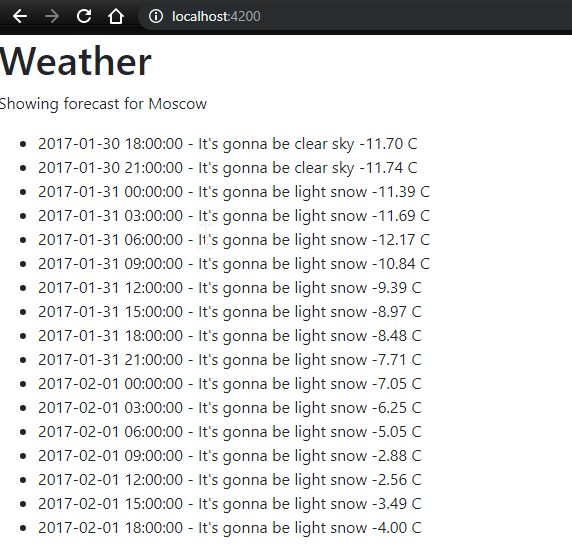 localhost:4200
Weather
Showing forecast for Moscow
2017-01-30 18:00:00 - It's gonna be clear sky -11.70 C
2017-01-30 21:00:00 - It's gonna be clear sky -11.74 C
2017-01-31 00:00:00 - It's gonna be light snow -11.39 C
2017-01-31 03:00:00 - It's gonna be light snow -11.69 C
2017-01-31 06:00:00 - It's gonna be light snow -12.17 C
2017-01-31 09:00:00 - It's gonna be light snow -10.84 C
2017-01-31 12:00:00 - It's gonna be light snow -9.39 C
2017-01-31 15:00:00 - It's gonna be light snow -8.97 C
2017-01-31 18:00:00 - It's gonna be light snow -8.48 C
2017-01-31 21:00:00 - It's gonna be light snow -7.71 C
2017-02-01 00:00:00 - It's gonna be light snow -7.05 C
2017-02-01 03:00:00 - It's gonna be light snow -6.25 C
2017-02-01 06:00:00 - It's gonna be light snow -5.05 C
2017-02-01 09:00:00 - It's gonna be light snow -2.88 C
2017-02-01 12:00:00 - It's gonna be light snow -2.56 C
2017-02-01 15:00:00 - It's gonna be light snow -3.49 C
2017-02-01 18:00:00 - It's gonna be light snow -4.00 C